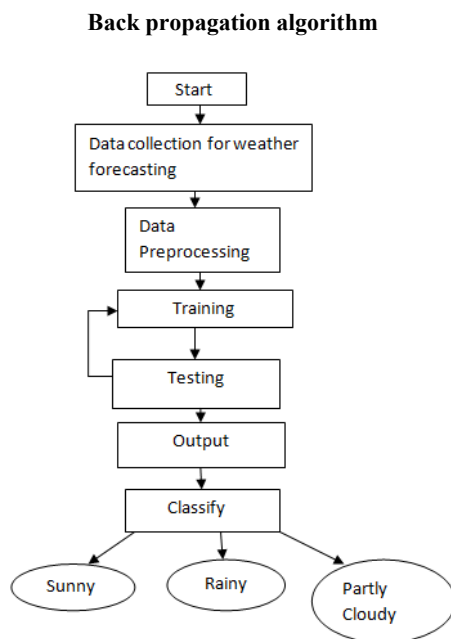 Back propagation algorithm
Start
Data collection for weather
forecasting
Data
Preprocessing
Training
Testing
Output
Classify
Sunny
Rainy
Partly
Cloudy